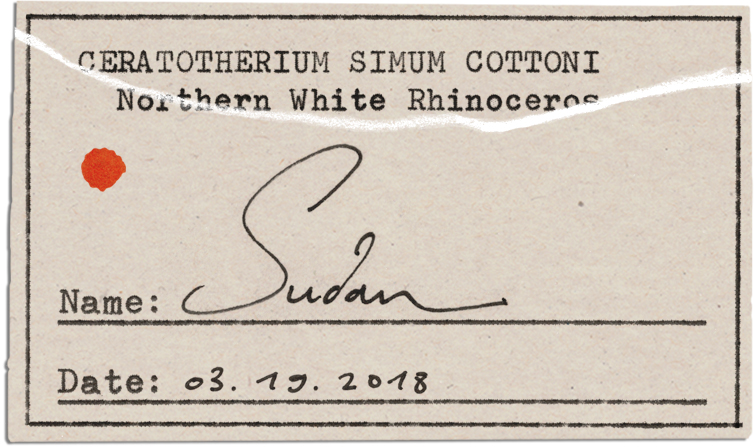 CERATOTHERIUM SIMUM COTTONI
Northern White Rhinoceros
Name: Sudan
Date: 03.19.2018